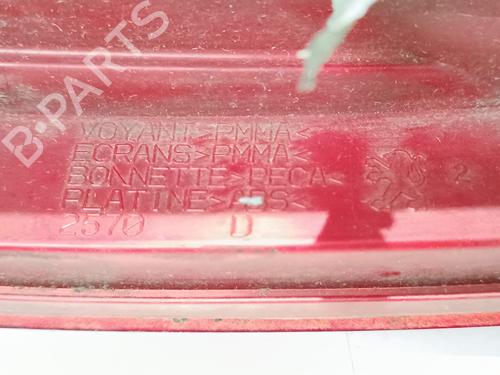 B-PARTS
VOYANT>PMMA<
ECRANS>PMMA<
BONNETTE>PECA< 2
PLATINE>ABS<
2570 D